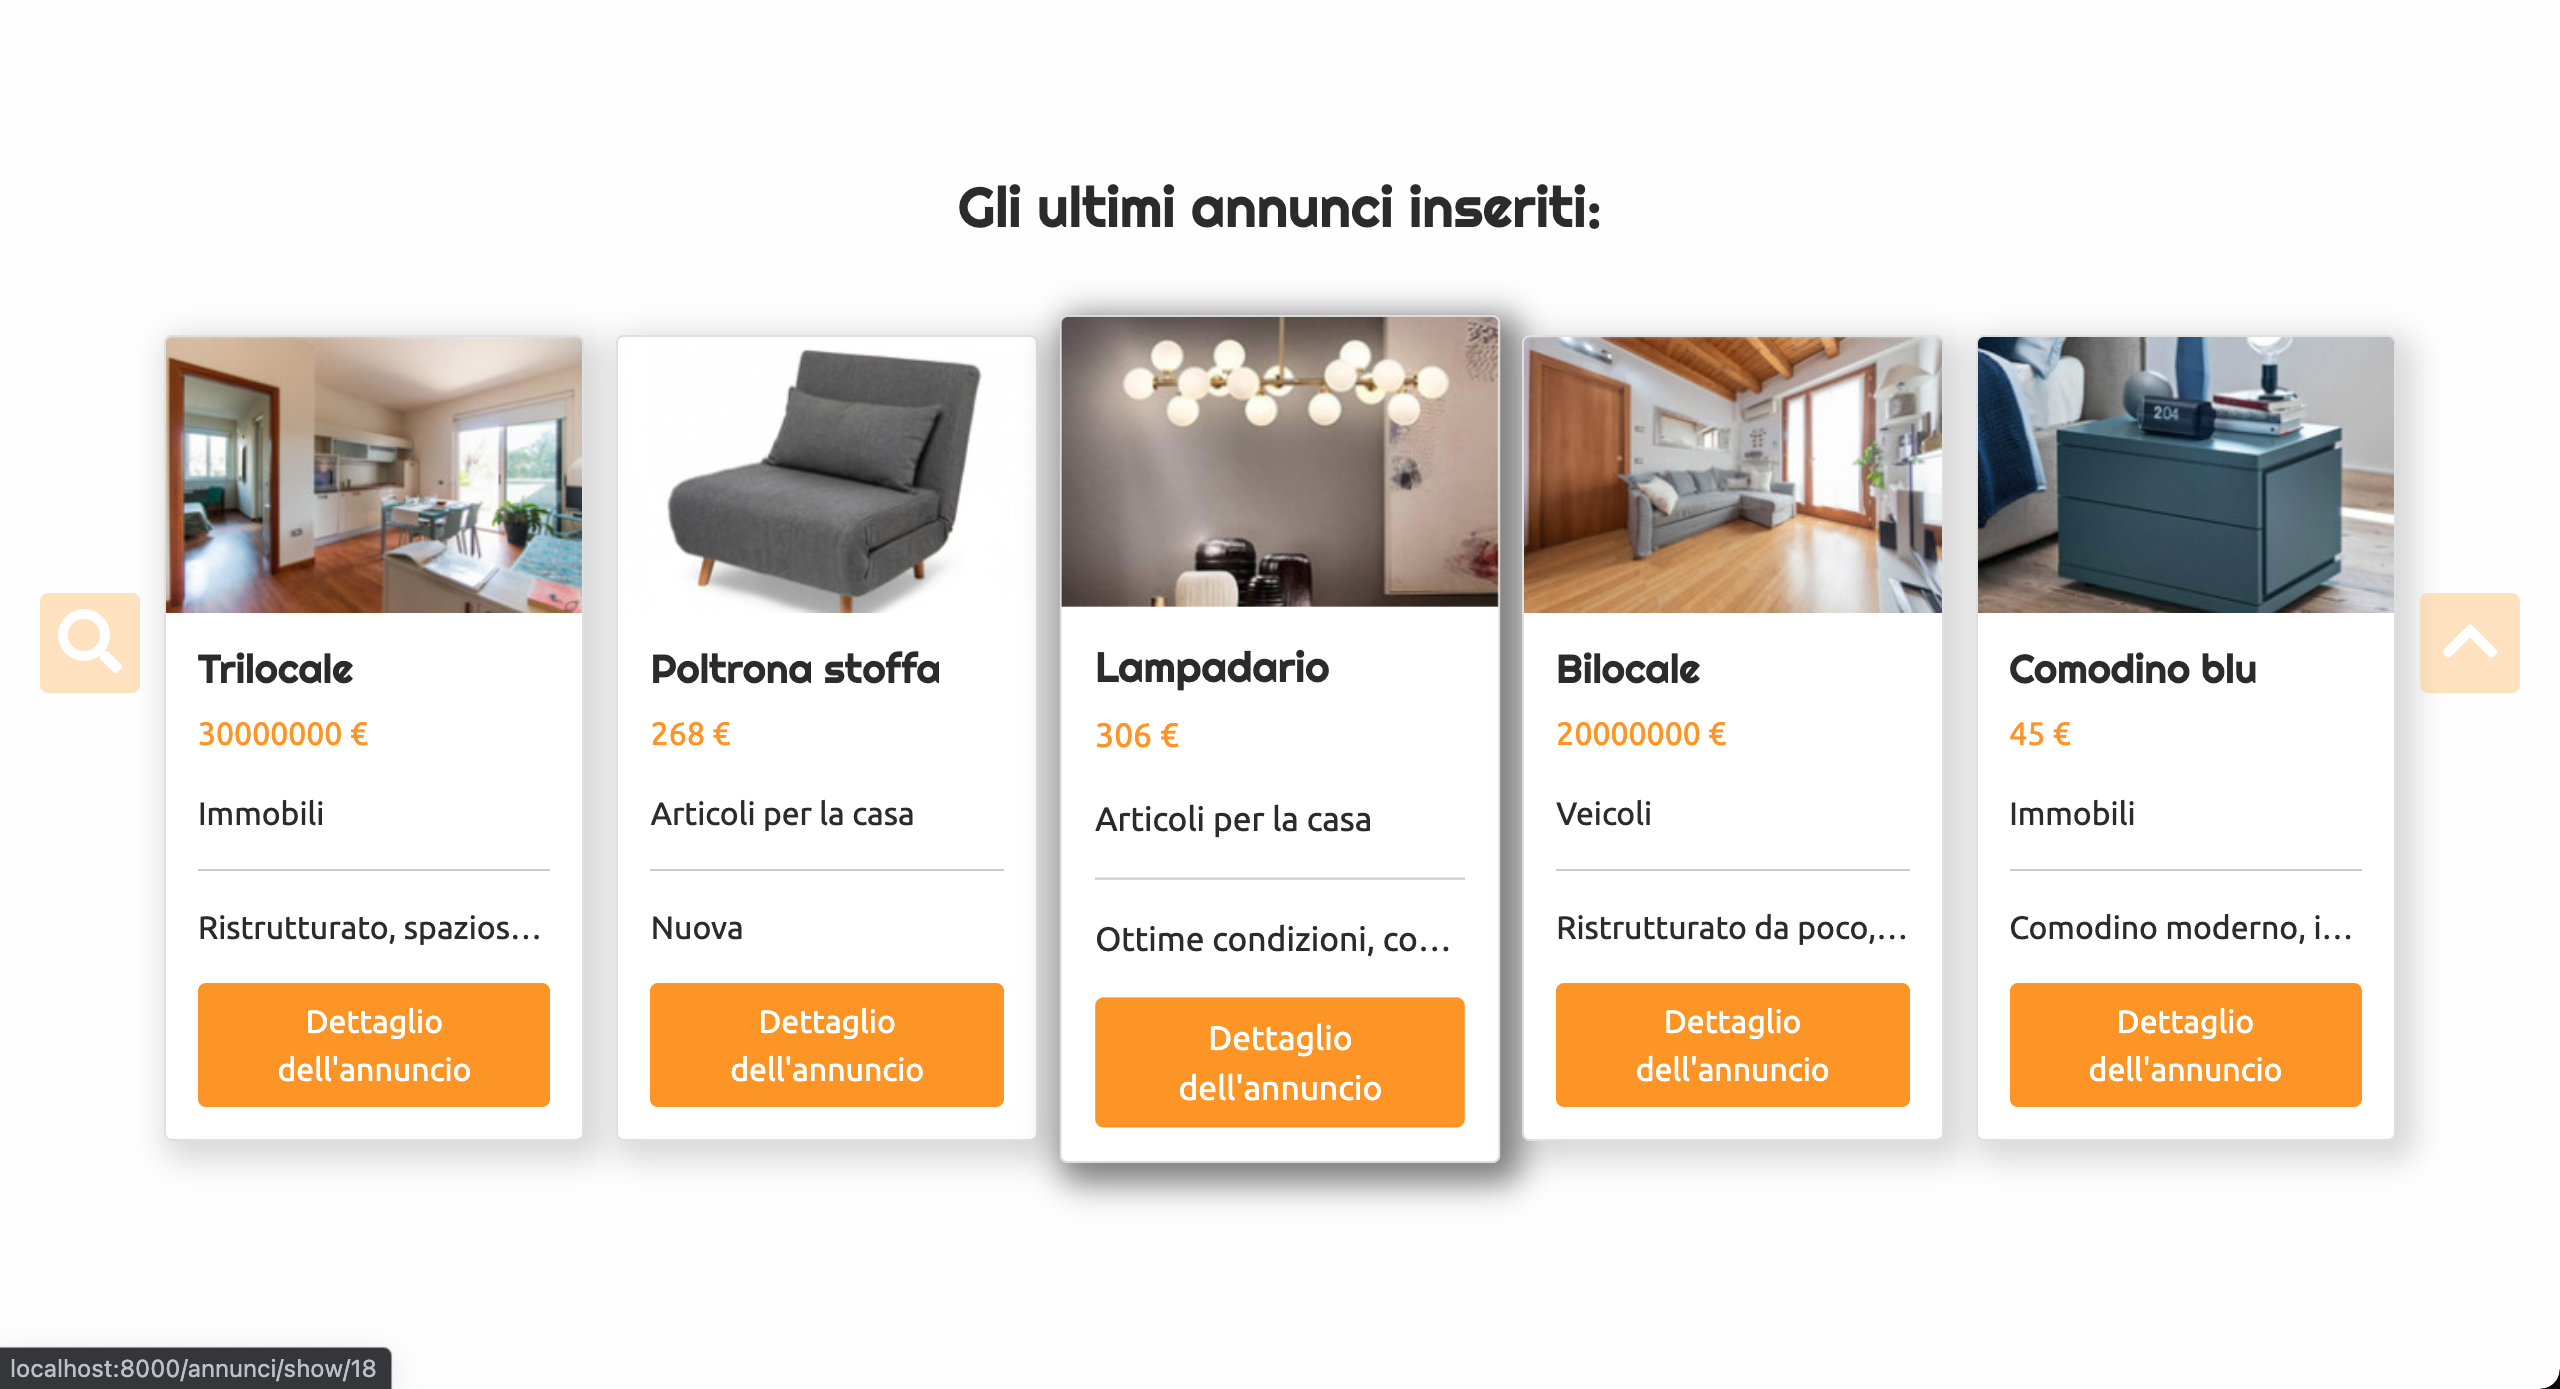 Gli ultimi annunci inseriti:
204
Trilocale
30000000 €
Immobili
Ristrutturato, spazios...
Dettaglio
dell'annuncio
Poltrona stoffa
268 €
Articoli per la casa
Nuova
Dettaglio
dell'annuncio
Lampadario
306 €
Articoli per la casa
Ottime condizioni, co...
Dettaglio
dell'annuncio
Bilocale
20000000 €
Veicoli
Ristrutturato da poco,...
Dettaglio
dell'annuncio
Comodino blu
45 €
Immobili
Comodino moderno, i...
Dettaglio
dell'annuncio
localhost:8000/annunci/show/18